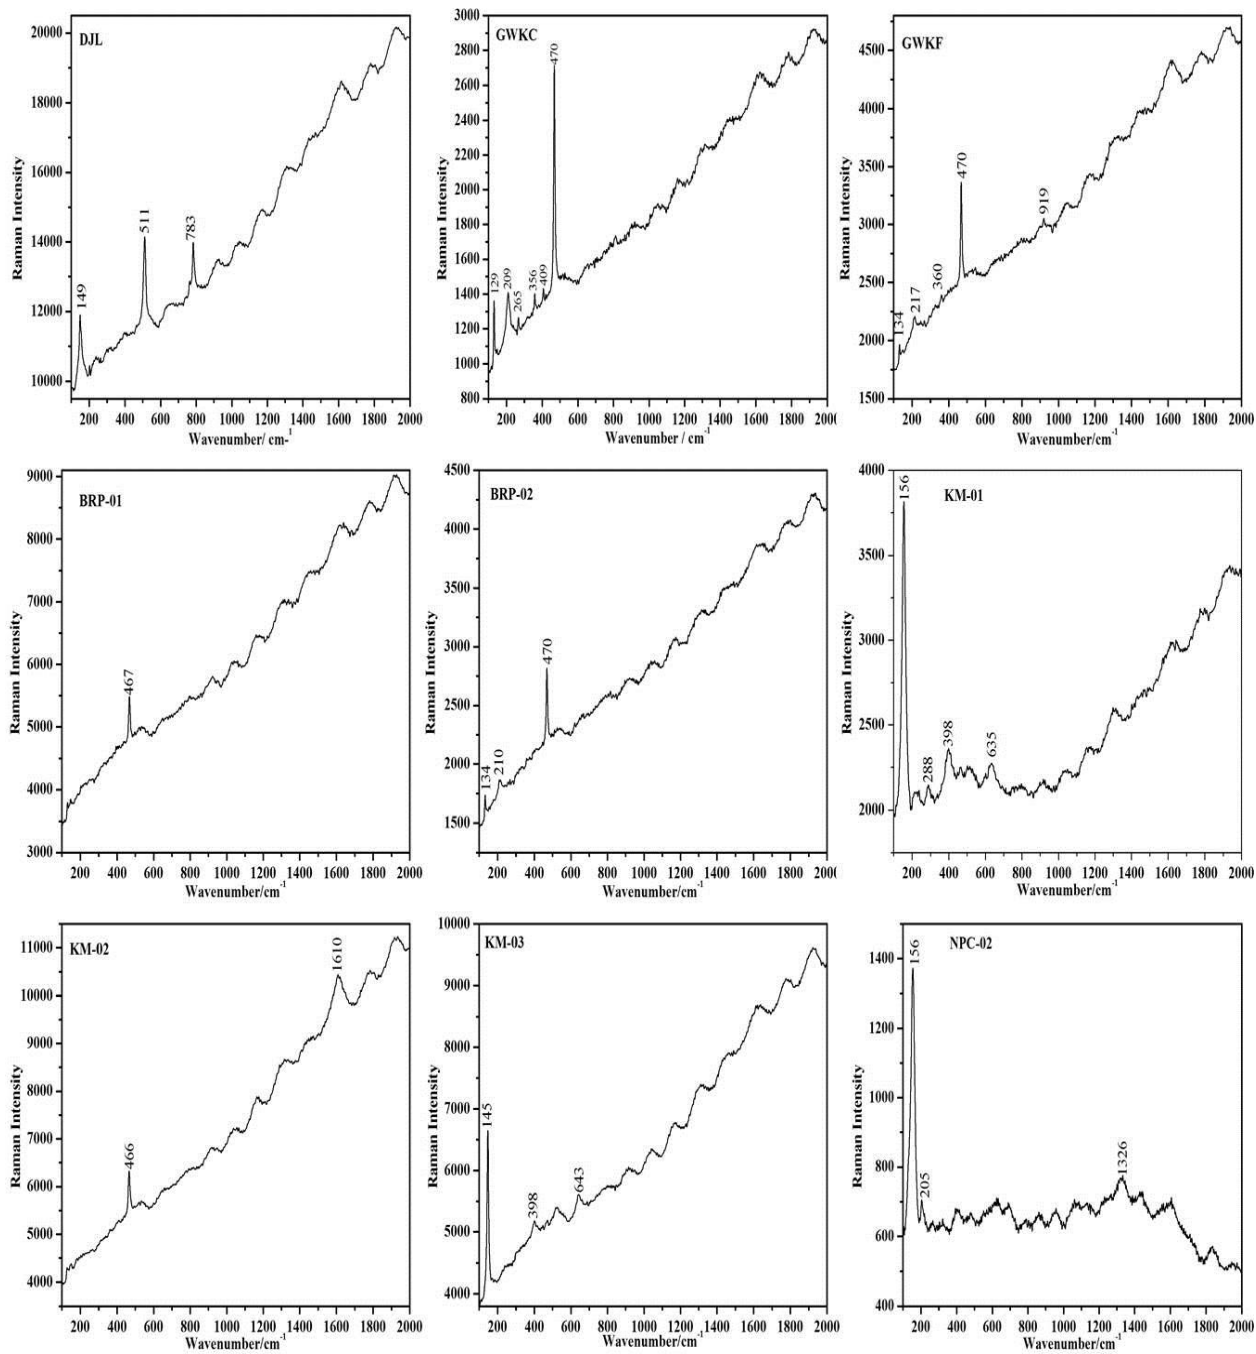 DJL
Raman Intensity
20000
18000
16000
14000
12000
10000
149
511
783
200 400 600 800 1000 1200 1400 1600 1800 2000
Wavenumber/ cm-¹
GWKC
Raman Intensity
3000
2800
2600
2400
2200
2000
1800
1600
1400
1200
1000
800
129
209
265
356
409
470
200 400 600 800 1000 1200 1400 1600 1800 2000
Wavenumber / cm⁻¹
GWKF
Raman Intensity
4500
4000
3500
3000
2500
2000
1500
134
217
360
470
919
200 400 600 800 1000 1200 1400 1600 1800 2000
Wavenumber/cm⁻¹
BRP-01
Raman Intensity
9000
8000
7000
6000
5000
4000
3000
467
200 400 600 800 1000 1200 1400 1600 1800 2000
Wavenumber/cm⁻¹
BRP-02
Raman Intensity
4500
4000
3500
3000
2500
2000
1500
134
210
470
200 400 600 800 1000 1200 1400 1600 1800 2000
Wavenumber/cm⁻¹
KM-01
Raman Intensity
4000
3500
3000
2500
2000
156
288
398
635
200 400 600 800 1000 1200 1400 1600 1800 2000
Wavenumber/cm⁻¹
KM-02
Raman Intensity
11000
10000
9000
8000
7000
6000
5000
4000
466
1610
200 400 600 800 1000 1200 1400 1600 1800 2000
Wavenumber/cm⁻¹
KM-03
Raman Intensity
10000
9000
8000
7000
6000
5000
4000
145
398
643
200 400 600 800 1000 1200 1400 1600 1800 2000
Wavenumber/cm⁻¹
NPC-02
Raman Intensity
1400
1200
1000
800
600
400
156
205
1326
200 400 600 800 1000 1200 1400 1600 1800 2000
Wavenumber/cm⁻¹